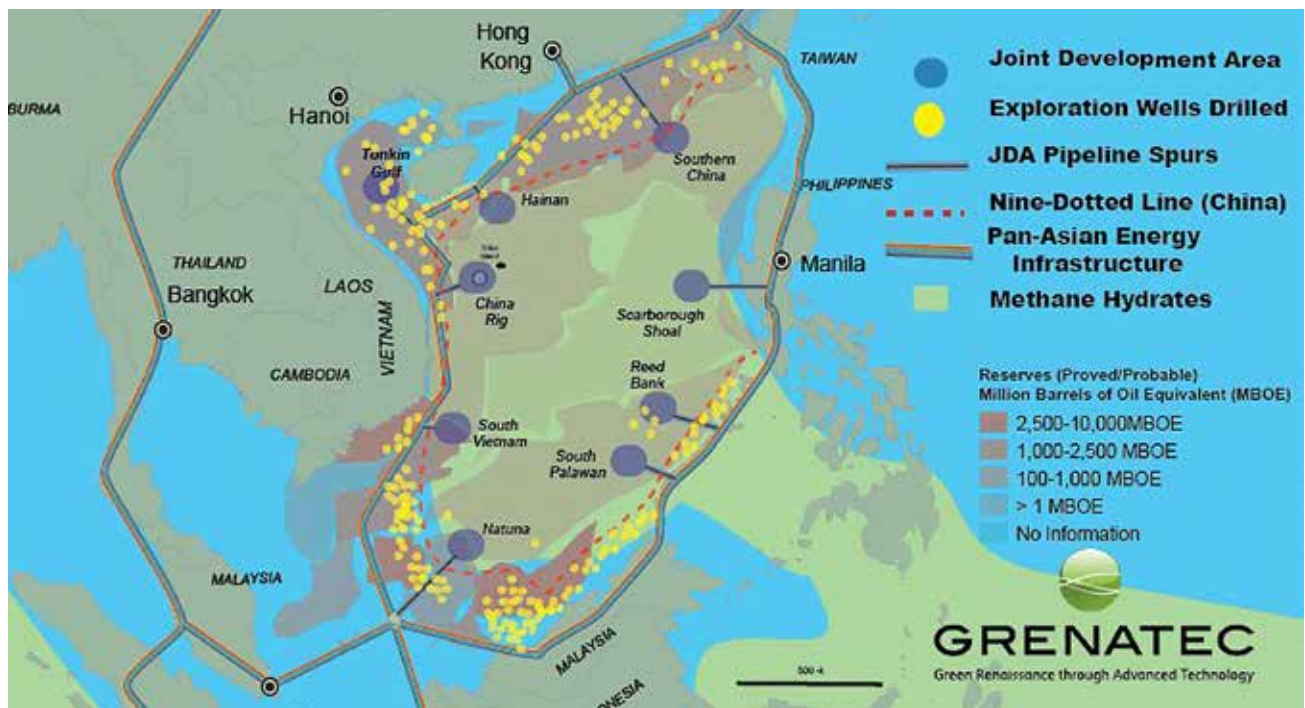 Hong
Kong
Hanoi
BURMA
Tonkin
Gulf
Hainan
Southern
China
TAIWAN
PHILIPPINES
THAILAND
Bangkok
LAOS
VIETNAM
CAMBODIA
China
Rig
Scarborough
Shoal
Manila
Reed
Bank
South
Vietnam
South
Palawan
Natuna
MALAYSIA
MALAYSIA
ONESIA
Joint Development Area
Exploration Wells Drilled
JDA Pipeline Spurs
Nine-Dotted Line (China)
Pan-Asian Energy
Infrastructure
Methane Hydrates
Reserves (Proved/Probable)
Million Barrels of Oil Equivalent (MBOE)
2,500-10,000MBOE
1,000-2,500 MBOE
100-1,000 MBOE
> 1 MBOE
No Information
GRENATEC
Green Renaissance through Advanced Technology